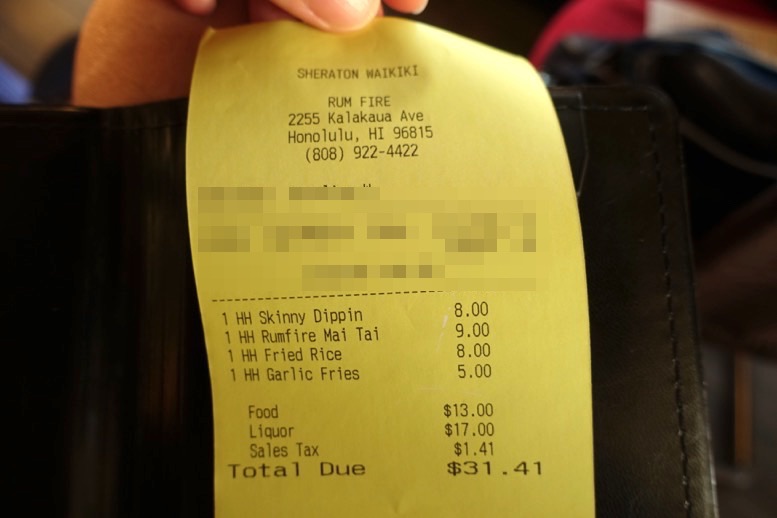 SHERATON WAIKIKI
RUM FIRE
2255 Kalakaua Ave
Honolulu, HI 96815
(808) 922-4422
1 HH Skinny Dippin 8.00
1 HH Rumfire Mai Tai 9.00
1 HH Fried Rice 8.00
1 HH Garlic Fries 5.00
Food $13.00
Liquor $17.00
Sales Tax $1.41
Total Due $31.41